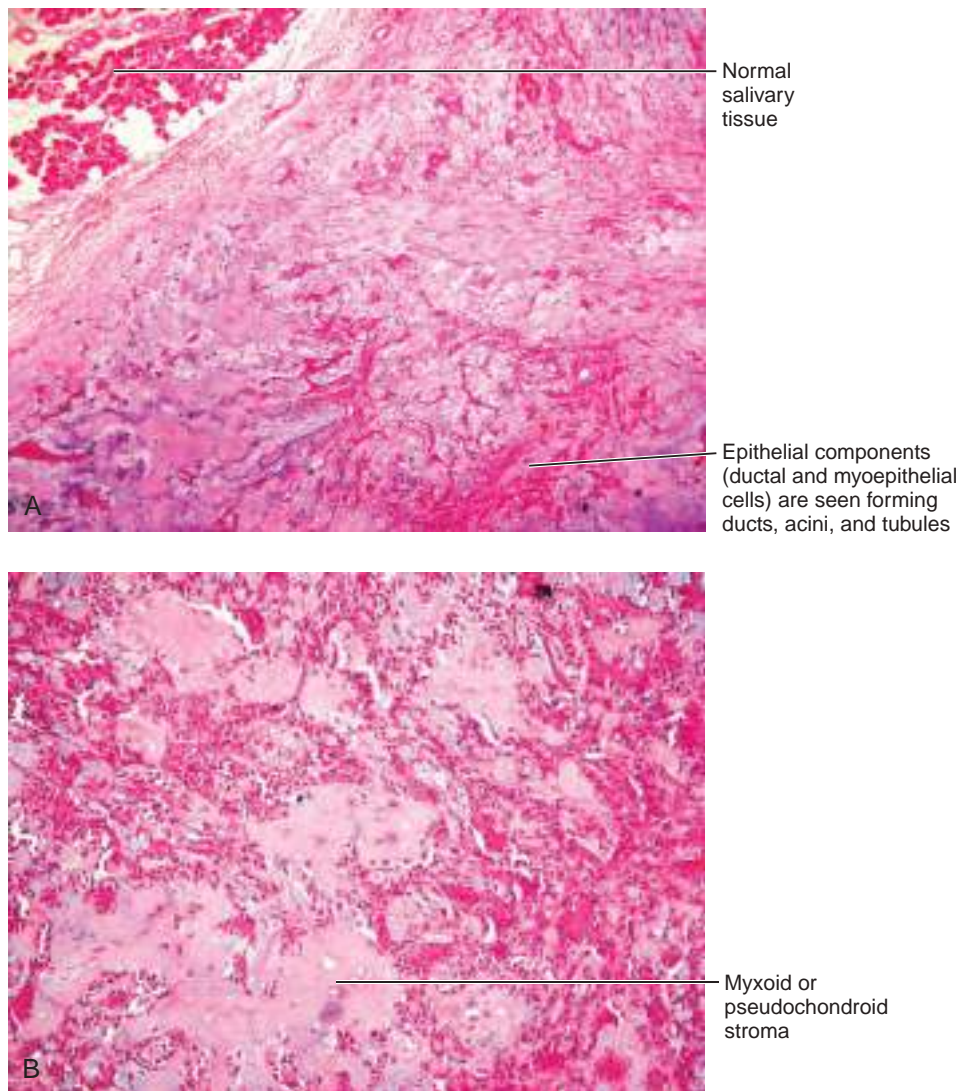 Normal
salivary
tissue
Epithelial components
(ductal and myoepithelial
cells) are seen forming
ducts, acini, and tubules
A
Myxoid or
pseudochondroid
stroma
B